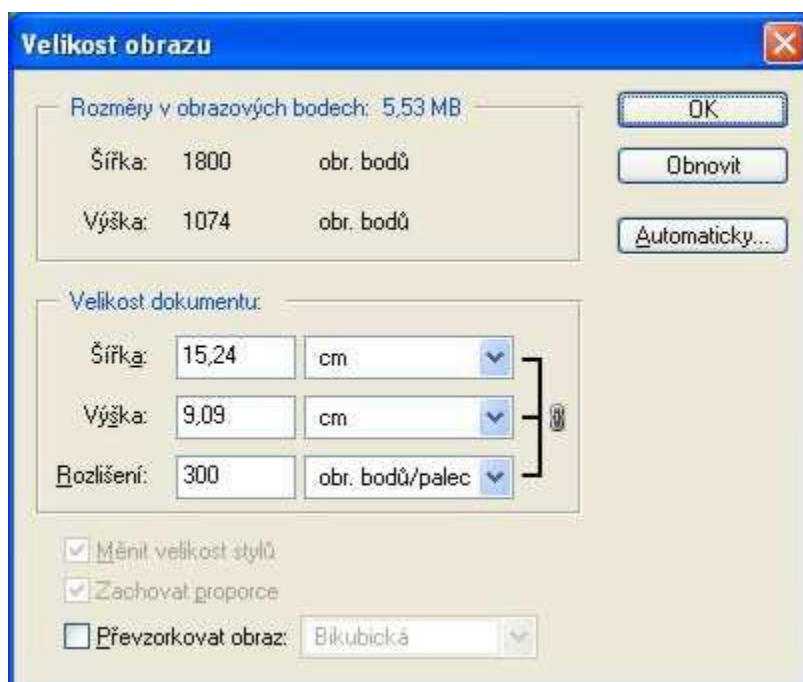 Velikost obrazu
Rozměry v obrazových bodech: 5,53 MB
Šířka: 1800 obr. bodů
Výška: 1074 obr. bodů
OK
Obnovit
Automaticky...
Velikost dokumentu:
Šířka: 15,24 cm
Výška: 9,09 cm
Rozlišení: 300 obr. bodů/palec
Měnit velikost stylů
Zachovat proporce
Převzorkovat obraz: Bikubická